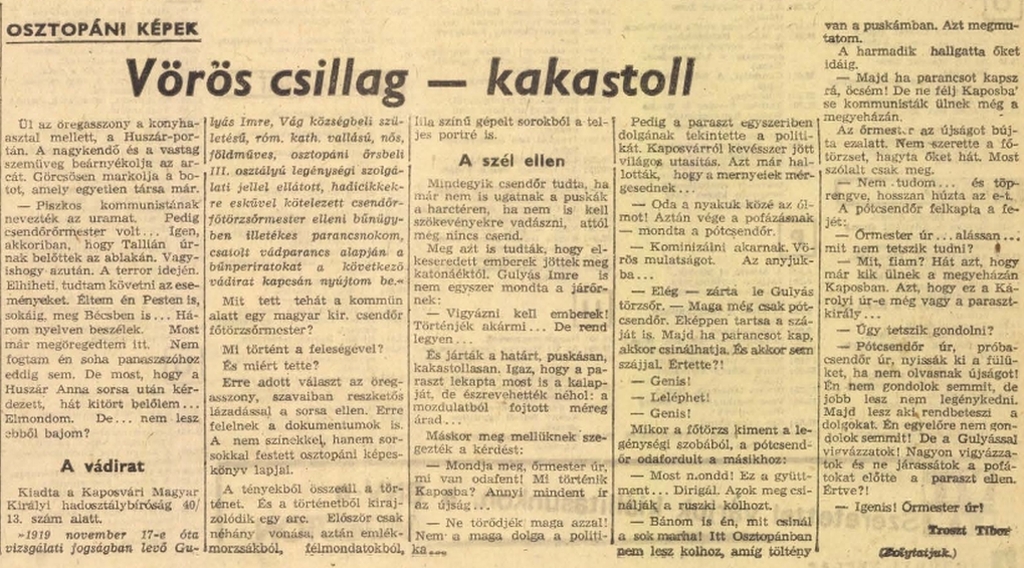 OSZTOPÁNI KÉPEK
Vörös csillag — kakastoll
Ül az öregasszony a konyha-
asztal mellett, a Huszár-por-
tán. A nagykendő és a vastag
szemüveg beárnyékolja az ar-
cát. Görcsösen markolja a bo-
tot, amely egyetlen társa már.
— Piszkos kommunistának
nevezték az uramat. Pedig
csendőrőrmester volt... Igen,
akkoriban, hogy Tallián úr-
nak belőttek az ablakán. Vagy-
ishogy azután. A terror idején.
Elhiheti, tudtam követni az ese-
ményeket. Éltem én Pesten is,
sokáig, meg Bécsben is... Há-
rom nyelven beszélek. Most
már megöregedtem itt. Nem
fogtam én soha panaszszóhoz
eddig sem. De most, hogy a
Huszár Anna sorsa után kér-
dezett, hát kitört belőlem...
Elmondom. De... nem lesz
ebből bajom?
A vádirat
Kiadta a Kaposvári Magyar
Királyi hadosztálybíróság 40/
13. szám alatt.
»1919 november 17-e óta
vizsgálati fogságban levő Gu-
lyás Imre, Vág községbeli szü-
letésű, róm. kath. vallású, nős,
földműves, osztopáni őrsbeli
III. osztályú legénységi szolgá-
lati jellel ellátott, hadicikkek-
re esküvel kötelezett csendőr-
főtörzsőrmester elleni bűnügy-
ben illetékes parancsnokom,
csatolt vádparancs alapján a
bűnperiratokat a következő
vádirat kapcsán nyújtom be.«
Mit tett tehát a kommün
alatt egy magyar kir. csendőr
főtörzsőrmester?
Mi történt a feleségével?
És miért tette?
Erre adott választ az öreg-
asszony, szavaiban reszketős
lázadással a sorsa ellen. Erre
felelnek a dokumentumok is.
A nem színekkel, hanem sor-
sokkal festett osztopáni képes-
könyv lapjai.
A tényekből összeáll a tör-
ténet. És a történetből kiraj-
zolódik egy arc. Először csak
néhány vonása, aztán emlék-
morzsákból, félmondatokból,
lila színű gépelt sorokból a tel-
jes portré is.
A szél ellen
Mindegyik csendőr tudta, ha
már nem is ugatnak a puskák
a harctéren, ha nem is kell
szökevényekre vadászni, attól
még nincs csend.
Meg azt is tudták, hogy el-
keseredett emberek jöttek meg
katonáéktól. Gulyás Imre is
nem egyszer mondta a járőr-
nek:
— Vigyázni kell emberek!
Történjék akármi... De rend
legyen...
És járták a határt, puskásan,
kakastollasan. Igaz, hogy a pa-
raszt lekapta most is a kalap-
ját, de észrevehették néhol: a
mozdulatból fojtott méreg
árad...
Máskor meg mellüknek sze-
gezték a kérdést:
— Mondja meg, őrmester úr,
mi van odafent! Mi történik
Kaposba? Annyi mindent ír
az újság...
— Ne törődjék maga azzal!
Nem a maga dolga a politi-
ka...
Pedig a paraszt egyszeriben
dolgának tekintette a politi-
kát. Kaposvárról kevésszer jött
világos utasítás. Azt már hal-
lották, hogy a mernyeiek mér-
gesednek...
— Oda a nyakuk közé az ól-
mot! Aztán vége a pofázásnak
— mondta a pótcsendőr.
— Kominizálni akarnak. Vö-
rös mulatságot. Az anyjuk-
ba...
— Elég — zárta le Gulyás
törzsőr. — Maga még csak pót-
csendőr. Eképpen tartsa a szá-
ját is. Majd ha parancsot kap,
akkor csinálhatja. És akkor sem
szájjal. Értette?!
— Genis!
— Leléphet!
— Genis!
Mikor a főtörzs kiment a le-
génységi szobából, a pótcsend-
őr odafordult a másikhoz:
— Most mondd! Ez a gyütt-
ment... Dirigál. Azok meg csi-
nálják a ruszki kolhozt.
— Bánom is én, mit csinál
a sok marha! Itt Osztopánban
nem lesz kolhoz, amíg töltény
van a puskámban. Azt megmu-
tatom.
A harmadik hallgatta őket
idáig.
— Majd ha parancsot kapsz
rá, öcsém! De ne félj Kaposba'
se kommunisták ülnek még a
megyeházán.
Az őrmester az újságot búj-
ta ezalatt. Nem szerette a fő-
törzset, hagyta őket hát. Most
szólalt csak meg.
— Nem tudom... és töp-
rengve, hosszan húzta az e-t.
A pótcsendőr felkapta a fe-
jét:
— Őrmester úr... alássan...
mit nem tetszik tudni?
— Mit, fiam? Hát azt, hogy
már kik ülnek a megyeházán
Kaposban. Azt, hogy ez a Ká-
rolyi úr-e még vagy a paraszt-
király...
— Úgy tetszik gondolni?
— Pótcsendőr úr, próba-
csendőr úr, nyissák ki a fülü-
ket, ha nem olvasnak újságot!
Én nem gondolok semmit, de
jobb lesz nem legénykedni.
Majd lesz aki rendbeteszi a
dolgokat. Én egyelőre nem gon-
dolok semmit! De a Gulyással
vigyázzatok! Nagyon vigyázza-
tok és ne járassátok a pofá-
tokat előtte a paraszt ellen.
Értve?!
— Igenis! Őrmester úr!
Troszt Tibor
(Folytatjuk.)